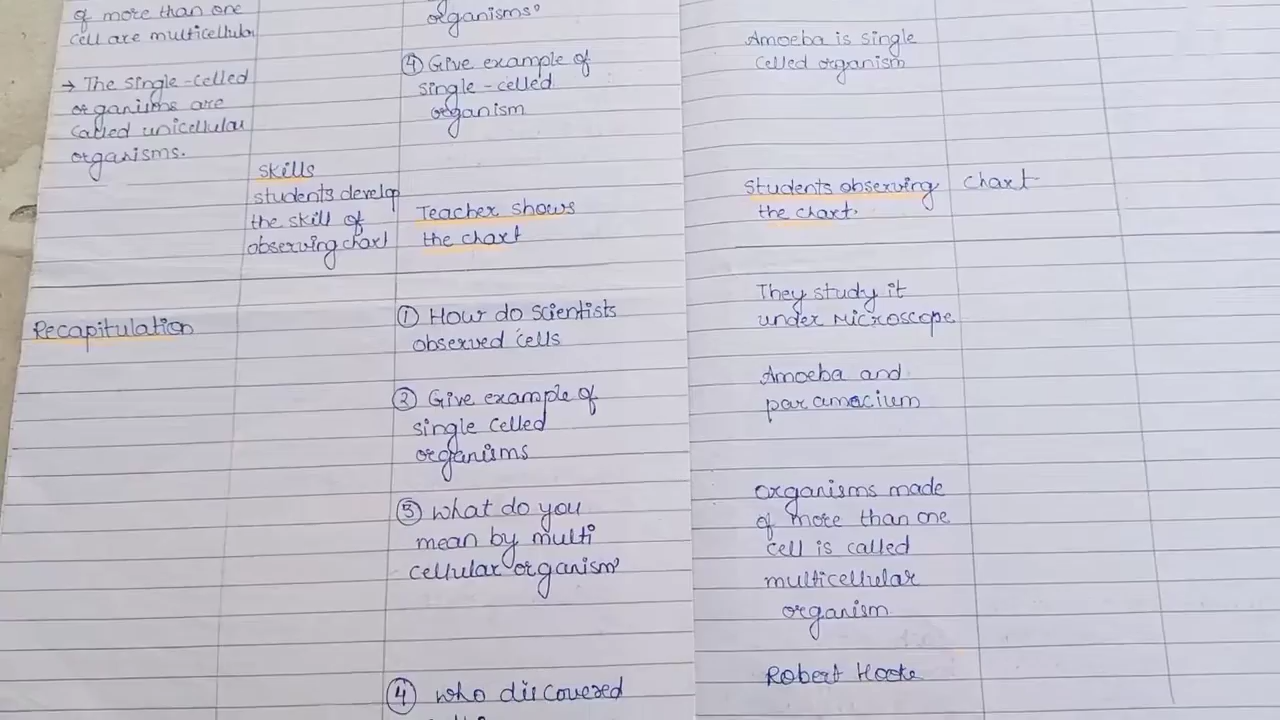 of more than one
cell are multicellular
→ The single-celled
organisms are
called unicellular
organisms.
skills
students develop
the skill of
observing chart
organisms?
④ Give example of
single-celled
organism
Teacher shows
the chart
Amoeba is single
celled organism
Students observing
the chart.
chart
Recapitulation
① How do scientists
observed cells
② Give example of
single celled
organisms
③ what do you
mean by multi
cellular organism?
④ who discovered
They study it
under Microscope
Amoeba and
paramacium
organisms made
of more than one
cell is called
multicellular
organism
Robert Hooke